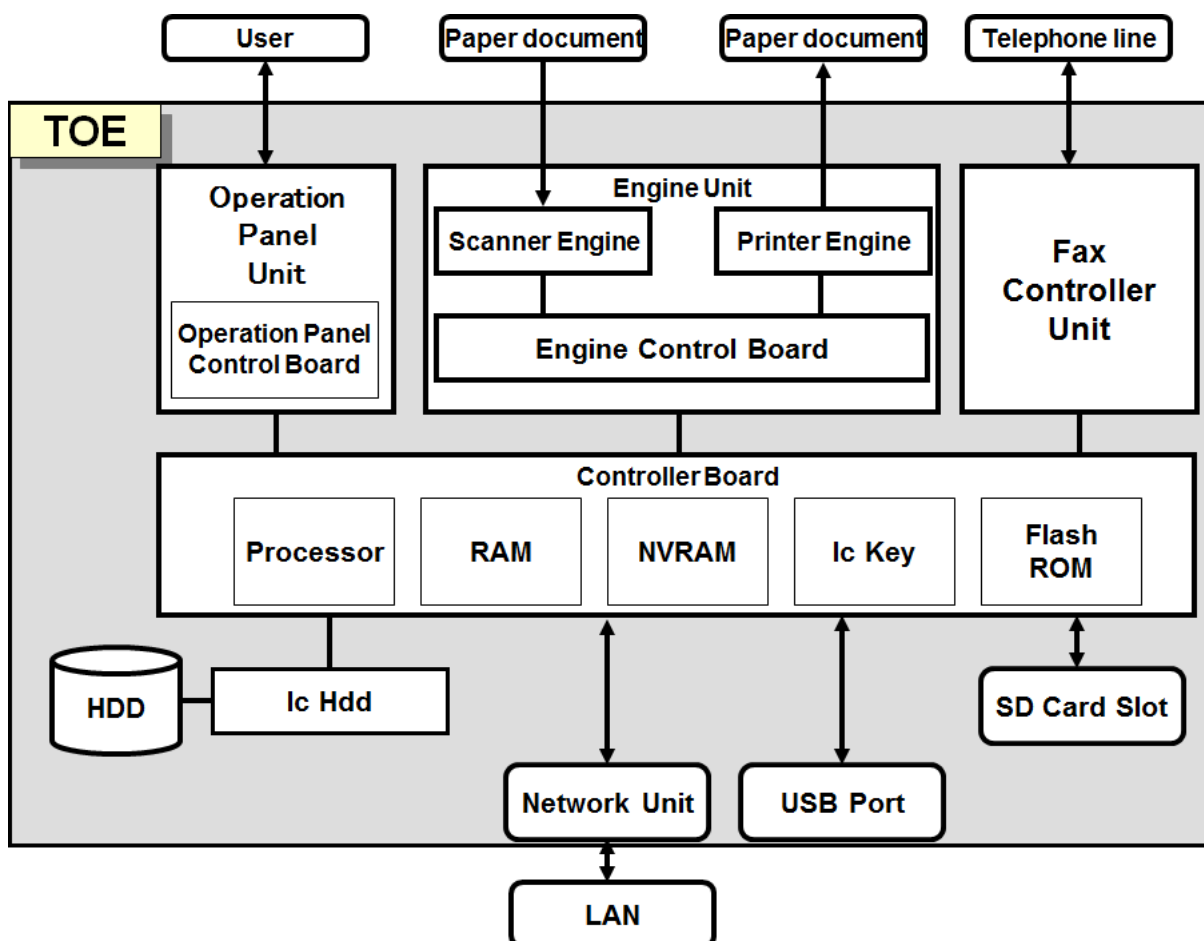 User
Paper document
Paper document
Telephone line
TOE
Operation
Panel
Unit
Operation Panel
Control Board
Engine Unit
Scanner Engine
Printer Engine
Engine Control Board
Fax
Controller
Unit
Controller Board
Processor
RAM
NVRAM
Ic Key
Flash
ROM
HDD
Ic Hdd
SD Card Slot
Network Unit
USB Port
LAN